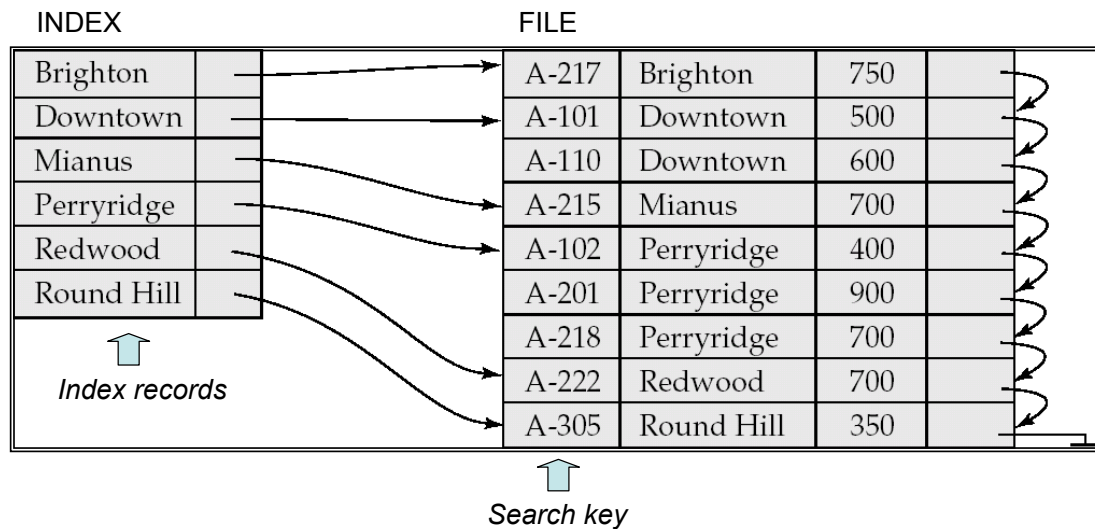 INDEX FILE
Brighton A-217 Brighton 750
Downtown A-101 Downtown 500
Mianus A-110 Downtown 600
Perryridge A-215 Mianus 700
Redwood A-102 Perryridge 400
Round Hill A-201 Perryridge 900
A-218 Perryridge 700
Index records A-222 Redwood 700
A-305 Round Hill 350
Search key